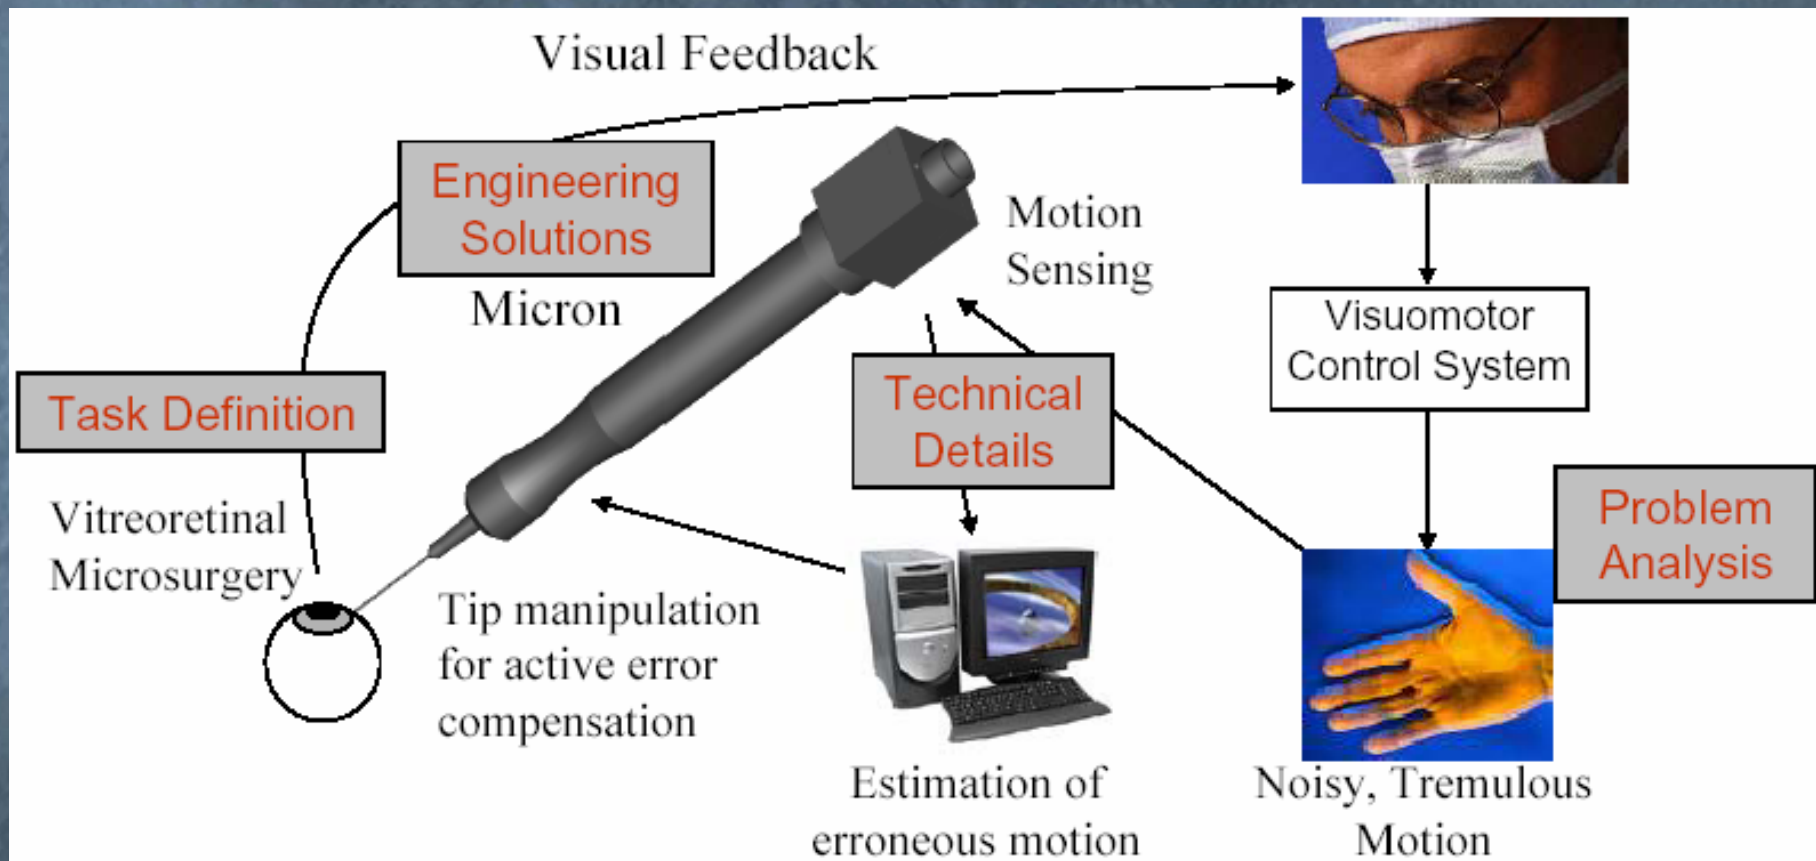 Visual Feedback
Engineering
Solutions
Micron
Motion
Sensing
Visuomotor
Control System
Task Definition
Technical
Details
Problem
Analysis
Vitreoretinal
Microsurgery
Tip manipulation
for active error
compensation
Estimation of
erroneous motion
Noisy, Tremulous
Motion